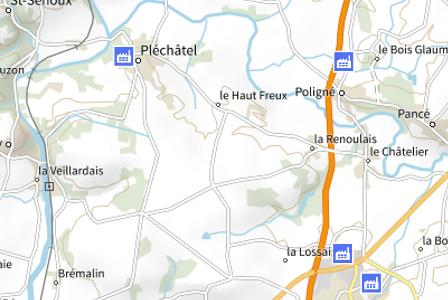 St-Senoux
Pléchâtel
le Bois Glaum
uzon
le Haut Freux
Poligné
Pancé
la Renoulais
le Châtelier
la Veillardais
la Lossai
la Bo
aie
Brémalin